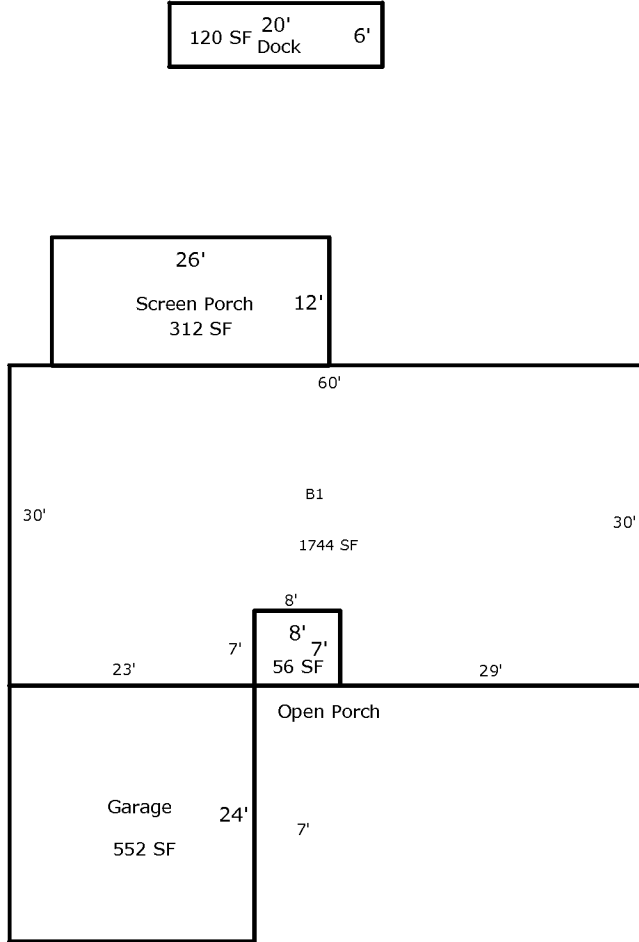 20'
120 SF
6'
Dock
26'
Screen Porch
12'
312 SF
60'
B1
30'
30'
1744 SF
8'
8'
7'
7'
56 SF
23'
29'
Open Porch
Garage
24'
7'
552 SF